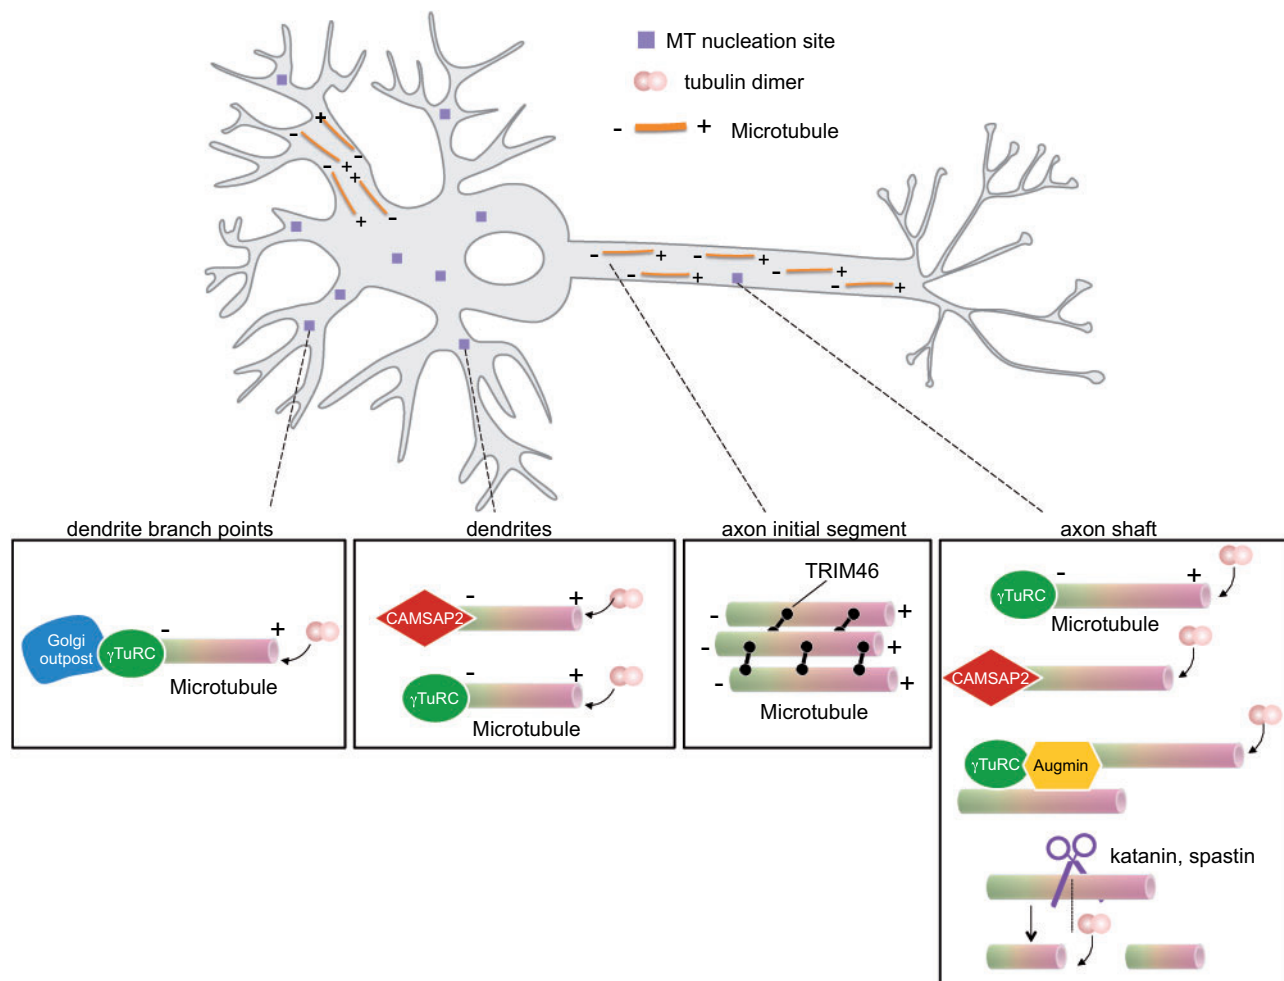 MT nucleation site
tubulin dimer
- + Microtubule
+
-
-
- +
+
+ -
- + - + - +
- + - +
dendrite branch points
dendrites
axon initial segment
axon shaft
Golgi
outpost
γTuRC
- +
Microtubule
- +
CAMSAP2
- +
γTuRC
Microtubule
TRIM46
- +
- +
- +
Microtubule
- +
γTuRC
Microtubule
CAMSAP2
γTuRC
Augmin
katanin, spastin